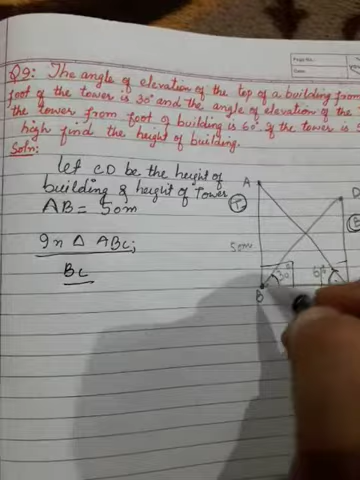 Q9: The angle of elevation of the top of a building from
foot of the tower is 30° and the angle of elevation of the
the tower from foot of building is 60° if the tower is
high find the height of building.
Soln:
let CD be the height of
building & height of Tower
AB = 50m
In Δ ABC;
BC
A
D
T
B
50m
30°
60°
B